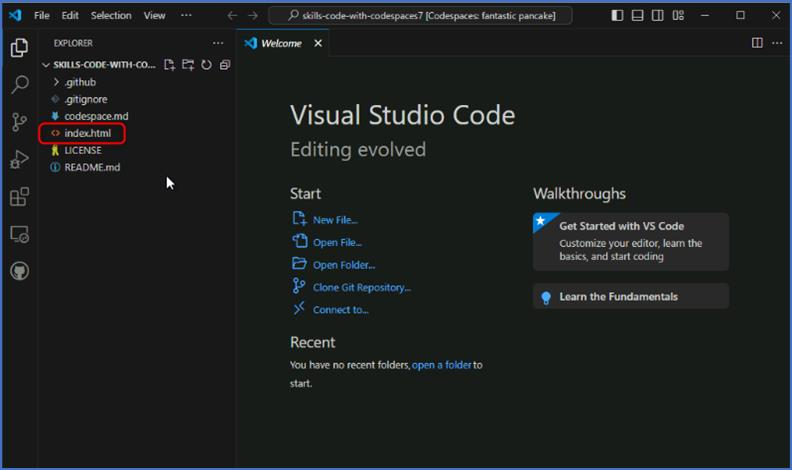 File Edit Selection View ··· skills-code-with-codespaces7 [Codespaces: fantastic pancake]
EXPLORER ···
SKILLS-CODE-WITH-CO...
.github
.gitignore
codespace.md
index.html
LICENSE
README.md
Welcome
Visual Studio Code
Editing evolved
Start
New File...
Open File...
Open Folder...
Clone Git Repository...
Connect to...
Recent
You have no recent folders, open a folder to
start.
Walkthroughs
Get Started with VS Code
Customize your editor, learn the
basics, and start coding
Learn the Fundamentals